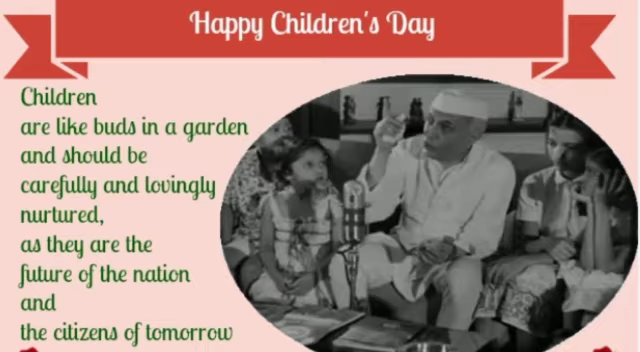 Happy Children's Day
Children
are like buds in a garden
and should be
carefully and lovingly
nurtured,
as they are the
future of the nation
and
the citizens of tomorrow